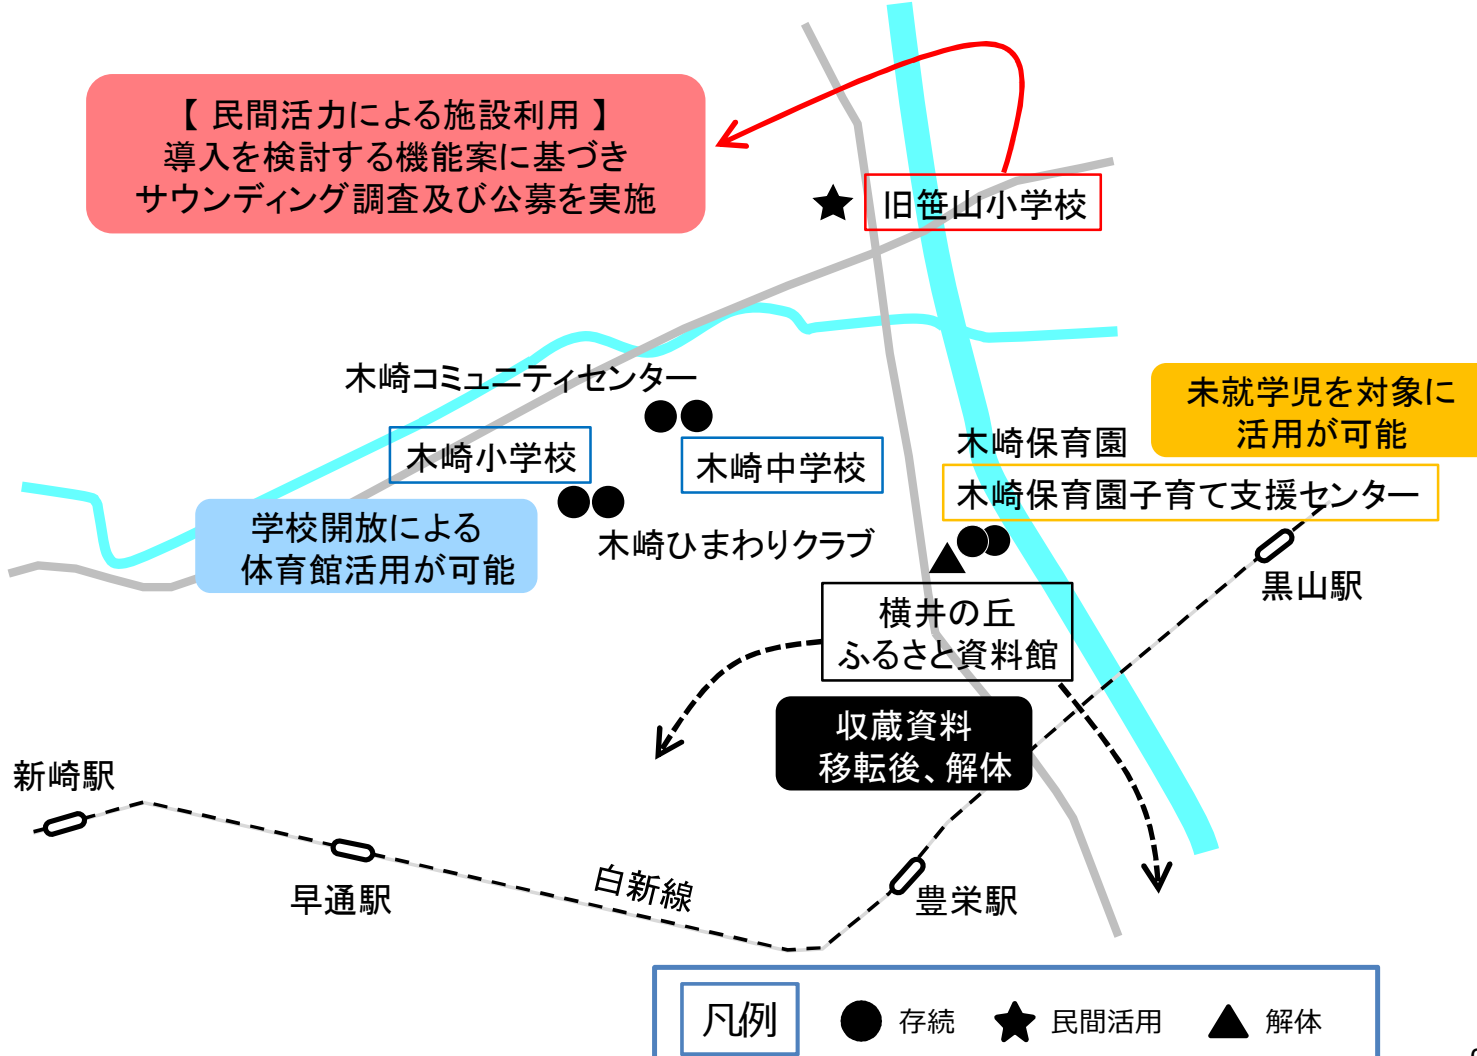 【 民間活力による施設利用 】
導入を検討する機能案に基づき
サウンディング調査及び公募を実施
旧笹山小学校
木崎コミュニティセンター
木崎小学校
木崎中学校
学校開放による
体育館活用が可能
木崎ひまわりクラブ
未就学児を対象に
活用が可能
木崎保育園
木崎保育園子育て支援センター
黒山駅
横井の丘
ふるさと資料館
収蔵資料
移転後、解体
新崎駅
早通駅
白新線
豊栄駅
凡例
存続
民間活用
解体